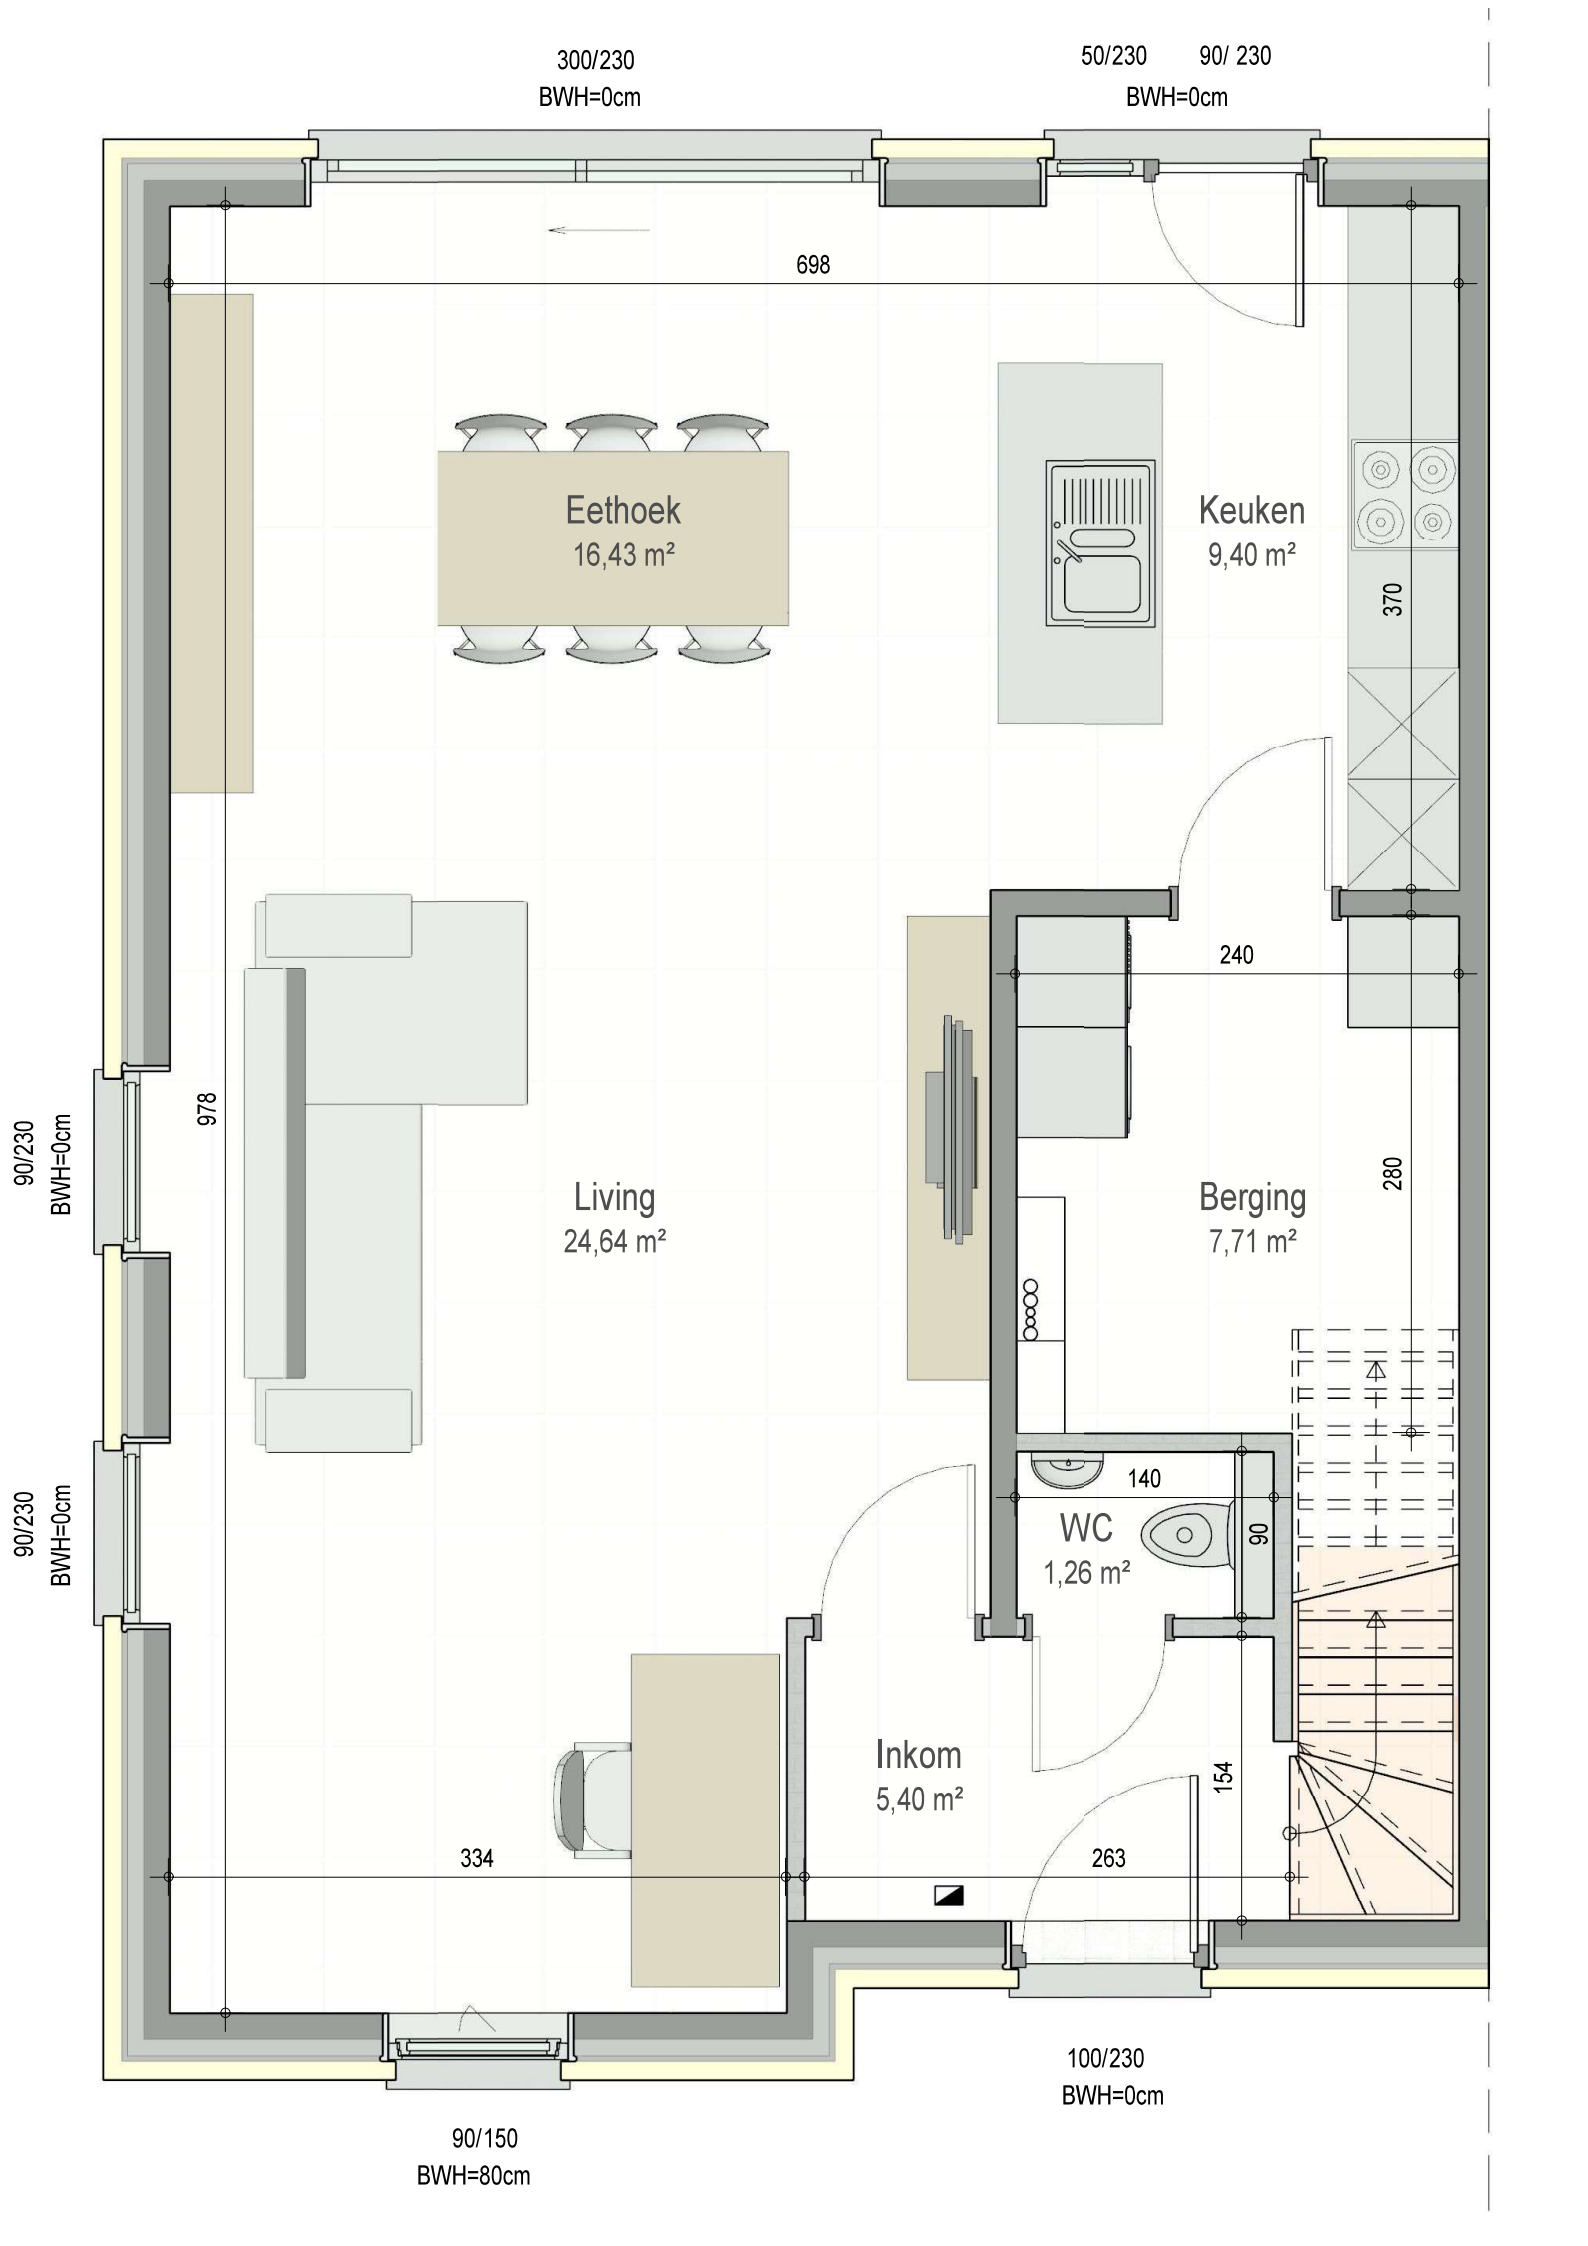 300/230
BWH=0cm
50/230
90/ 230
BWH=0cm
698
Eethoek
16,43 m²
Keuken
9,40 m²
370
240
978
90/230
BWH=0cm
Living
24,64 m²
Berging
7,71 m²
280
90/230
BWH=0cm
140
WC
1,26 m²
90
Inkom
5,40 m²
154
334
263
100/230
BWH=0cm
90/150
BWH=80cm